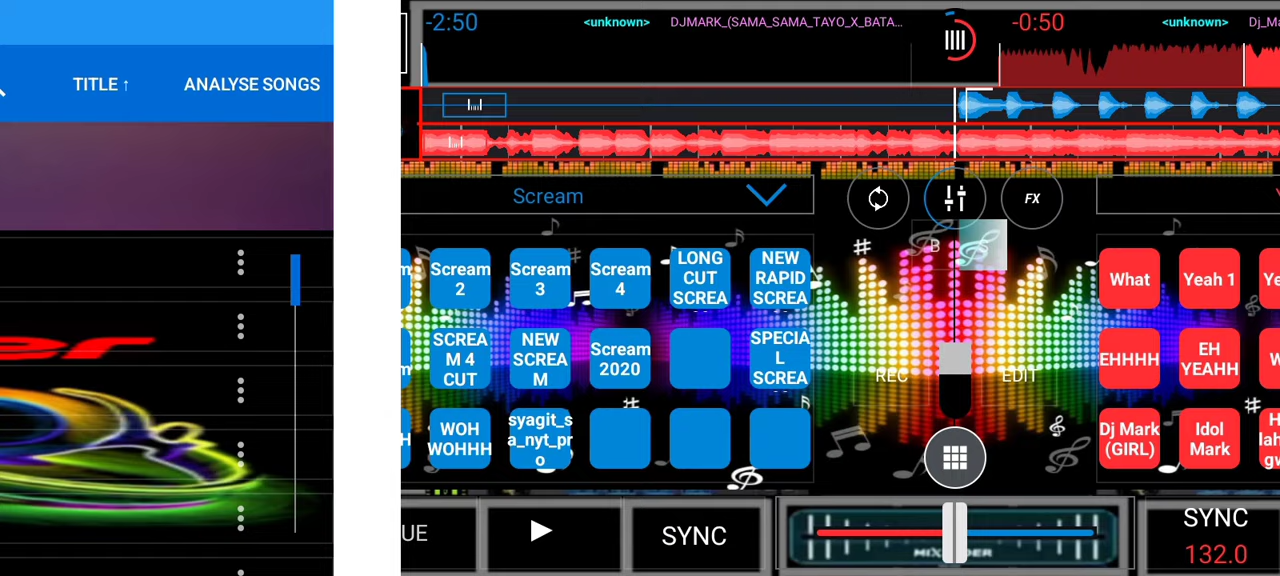 TITLE ↑
ANALYSE SONGS
-2:50
<unknown>
DJMARK_(SAMA_SAMA_TAYO_X_BATA...
-0:50
<unknown>
Scream
FX
B
Scream
2
Scream
3
Scream
4
LONG
CUT
SCREA
NEW
RAPID
SCREA
SCREA
M 4
CUT
NEW
SCREA
M
Scream
2020
SPECIA
L
SCREA
WOH
WOHHH
syagit_s
a_nyt_pr
o
REC
EDIT
What
Yeah 1
EHHHH
EH
YEAHH
Dj Mark
(GIRL)
Idol
Mark
SYNC
SYNC
132.0